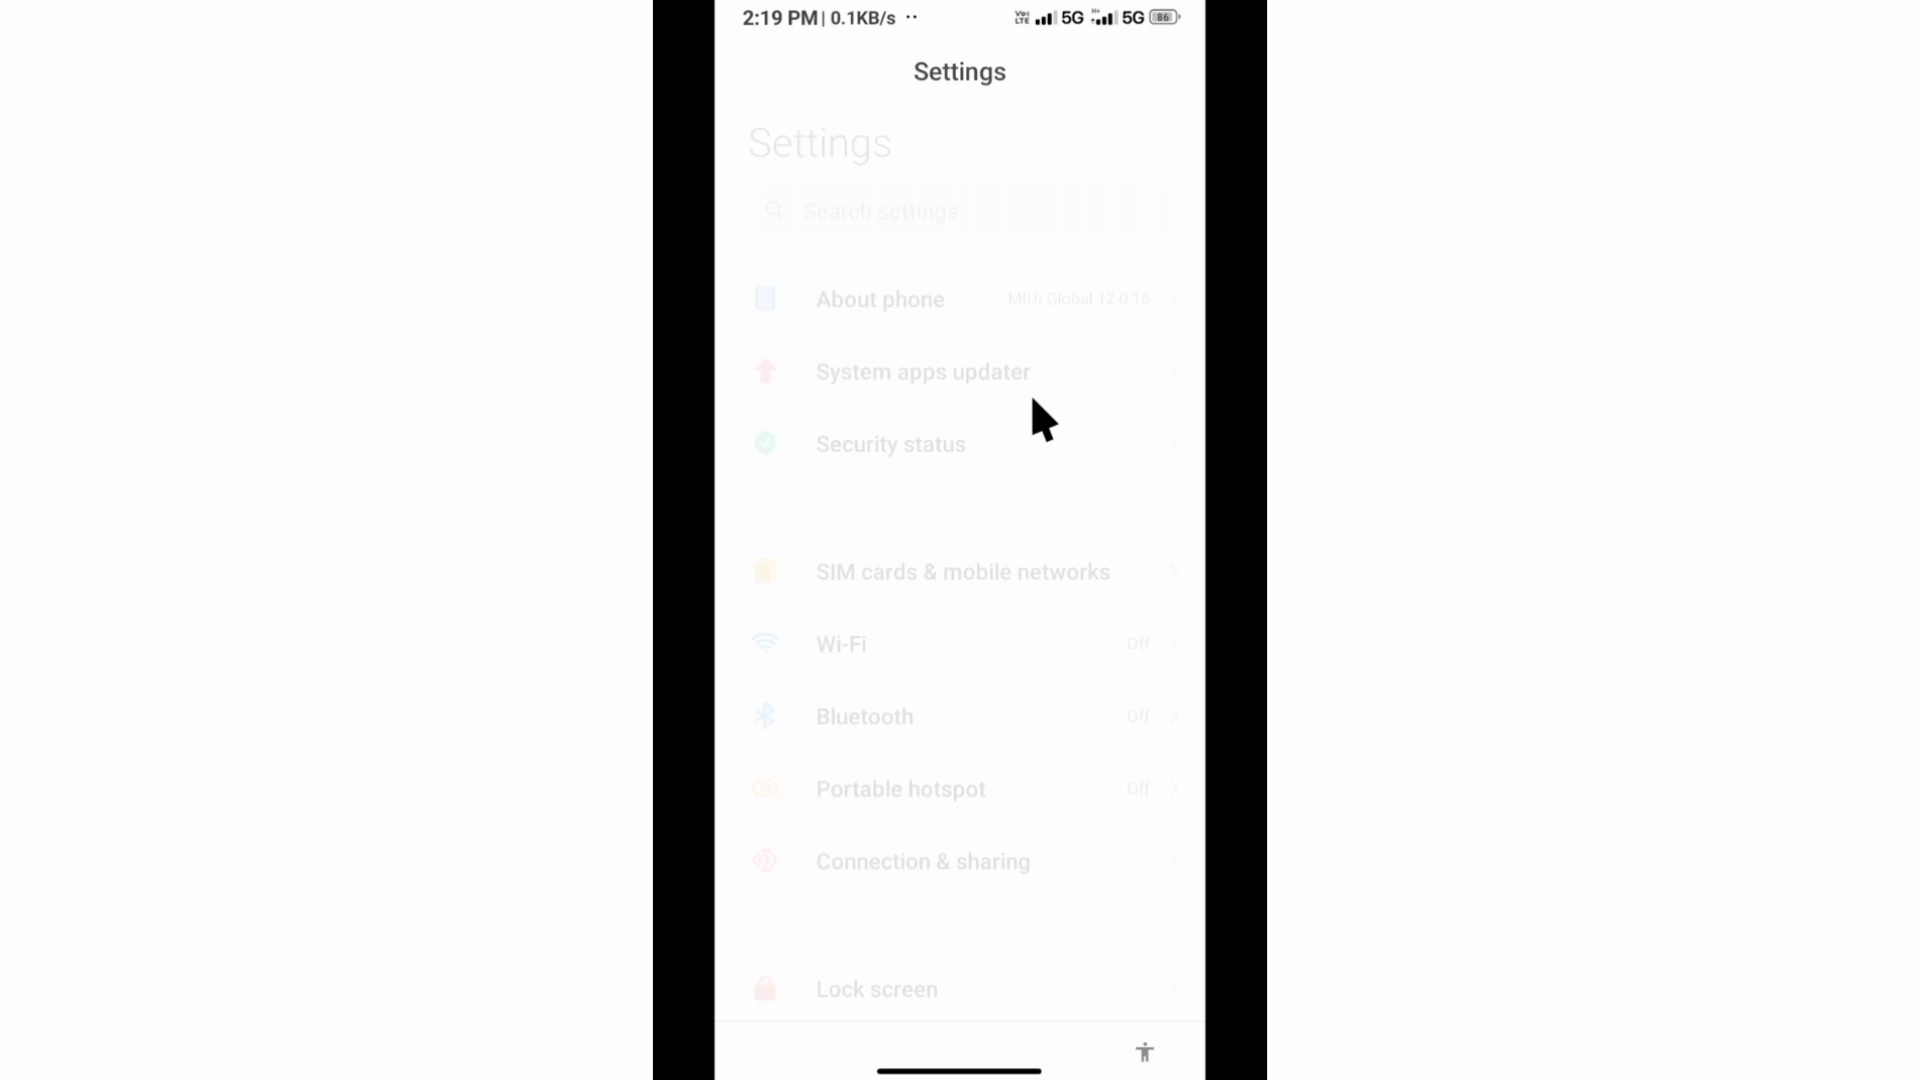 2:19 PM| 0.1KB/s ··
Vo LTE 5G H+ 5G 86
Settings
Settings
Search settings
About phone MIUI Global 12.0.16
System apps updater
Security status
SIM cards & mobile networks
Wi-Fi Off
Bluetooth Off
Portable hotspot Off
Connection & sharing
Lock screen